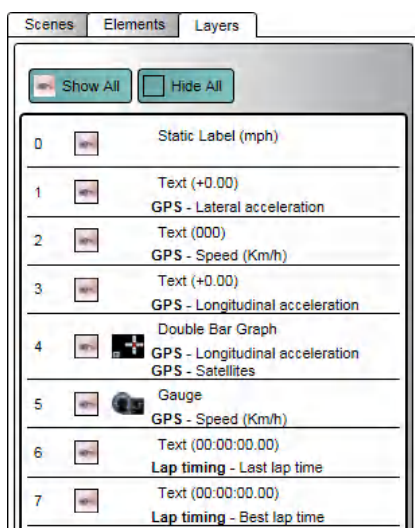 Scenes Elements Layers
Show All Hide All
0 Static Label (mph)
1 Text (+0.00)
GPS - Lateral acceleration
2 Text (000)
GPS - Speed (Km/h)
3 Text (+0.00)
GPS - Longitudinal acceleration
4 Double Bar Graph
GPS - Longitudinal acceleration
GPS - Satellites
5 Gauge
GPS - Speed (Km/h)
6 Text (00:00:00.00)
Lap timing - Last lap time
7 Text (00:00:00.00)
Lap timing - Best lap time